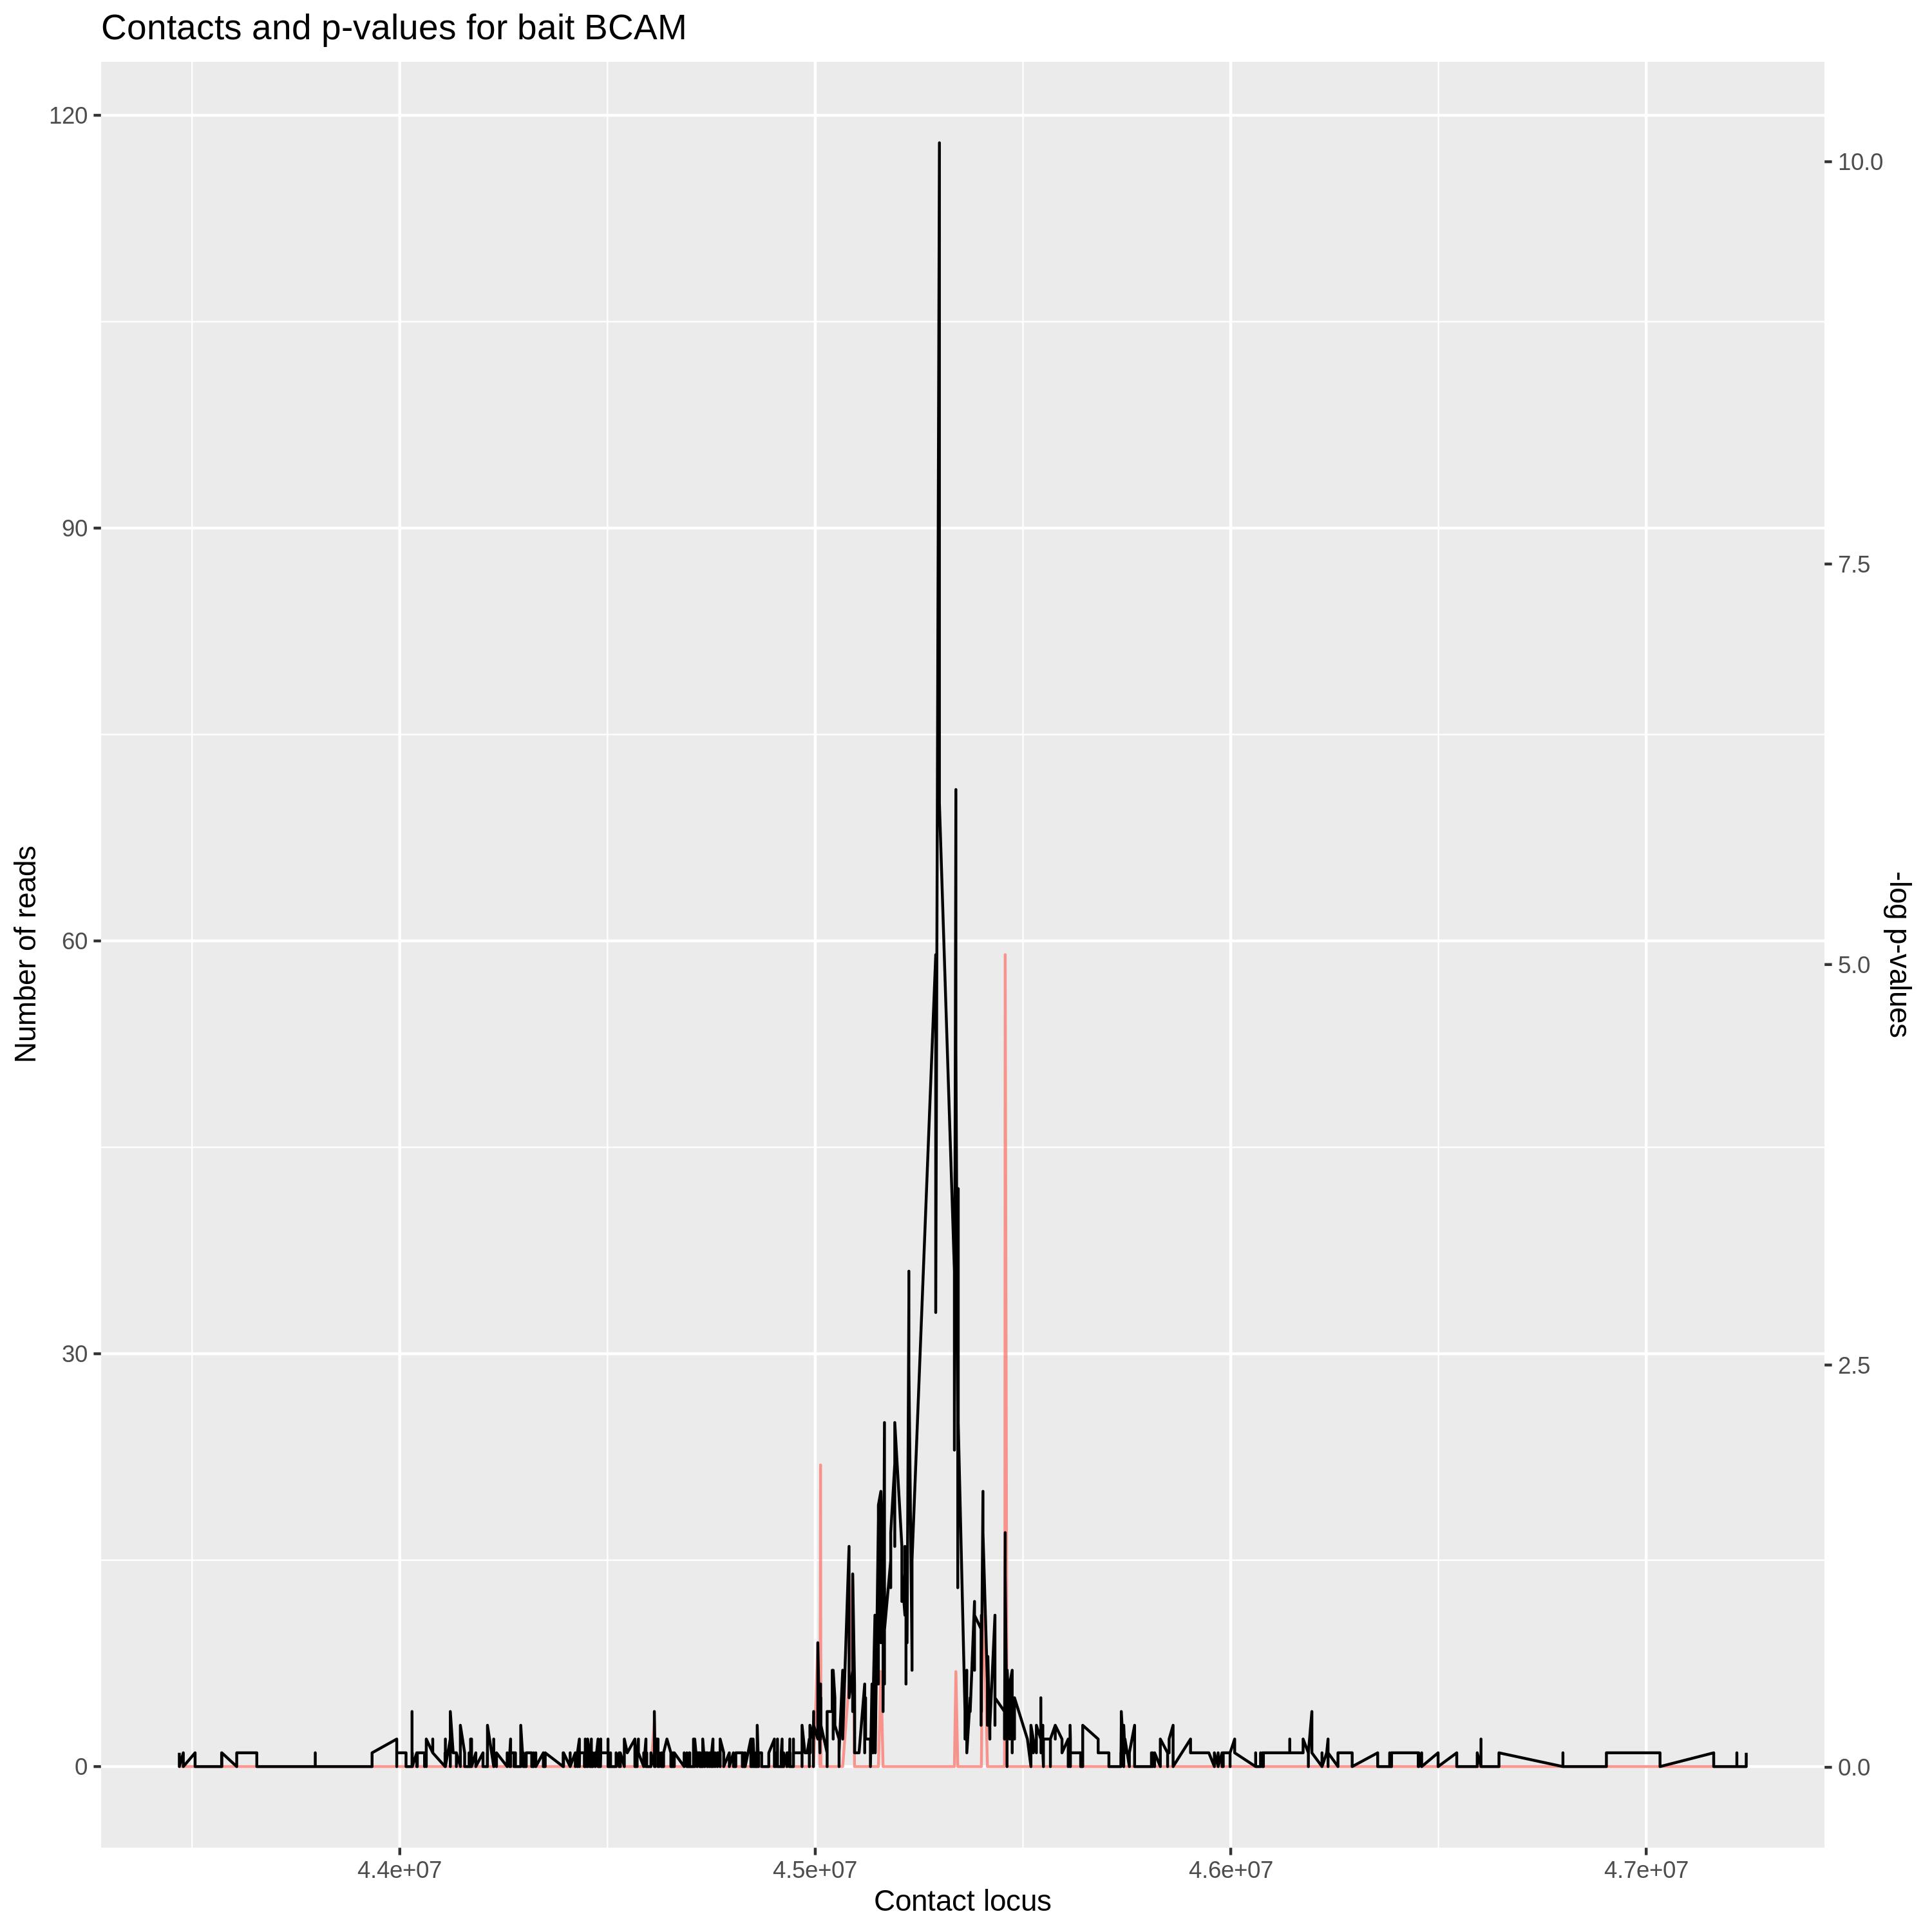 Contacts and p-values for bait BCAM
120
90
60
30
0
Number of reads
10.0
7.5
5.0
2.5
0.0
-log p-values
4.4e+07
4.5e+07
4.6e+07
4.7e+07
Contact locus